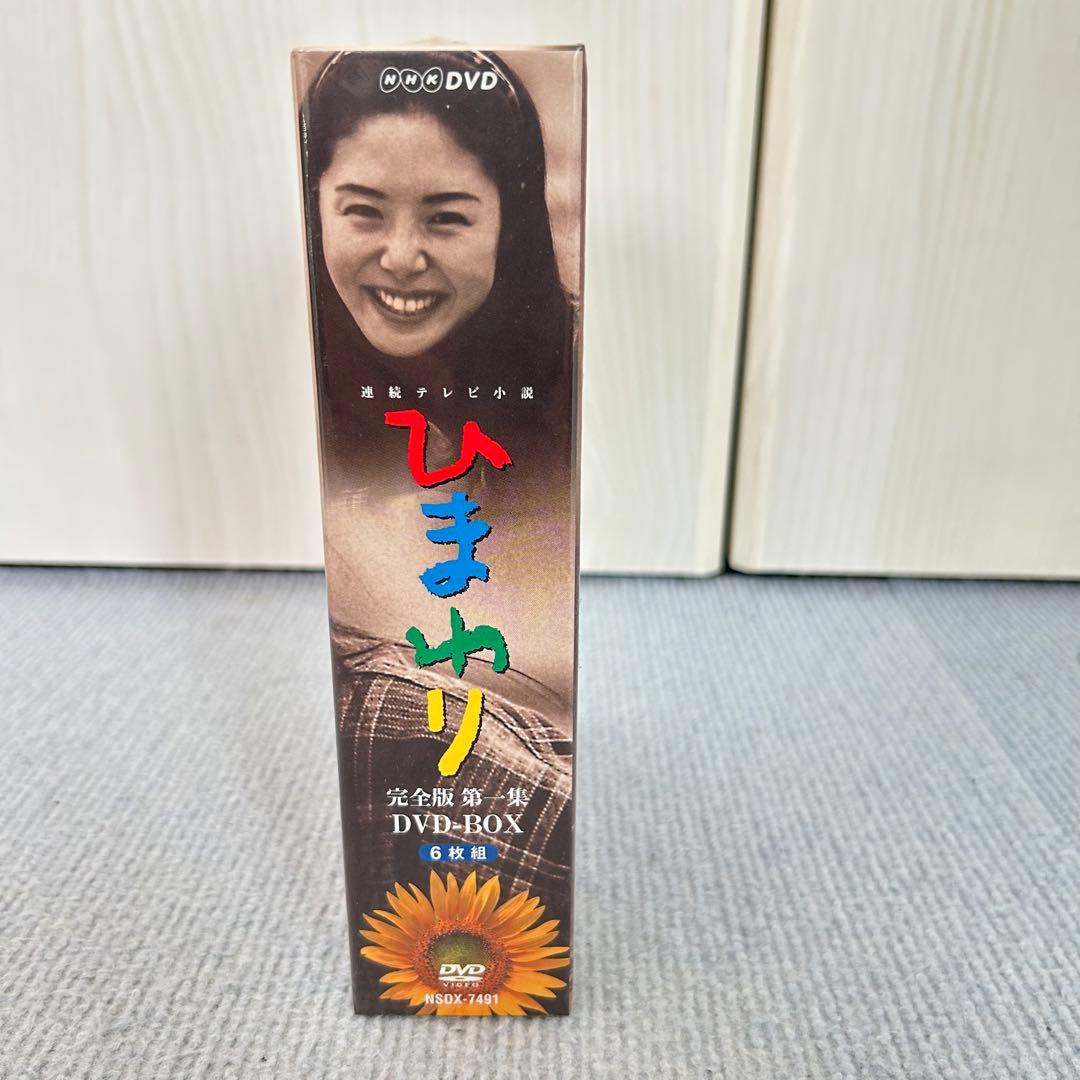 NHK DVD
連続テレビ小説
ひまわり
完全版 第一集
DVD-BOX
6枚組
DVD
VIDEO
NSDX-7491